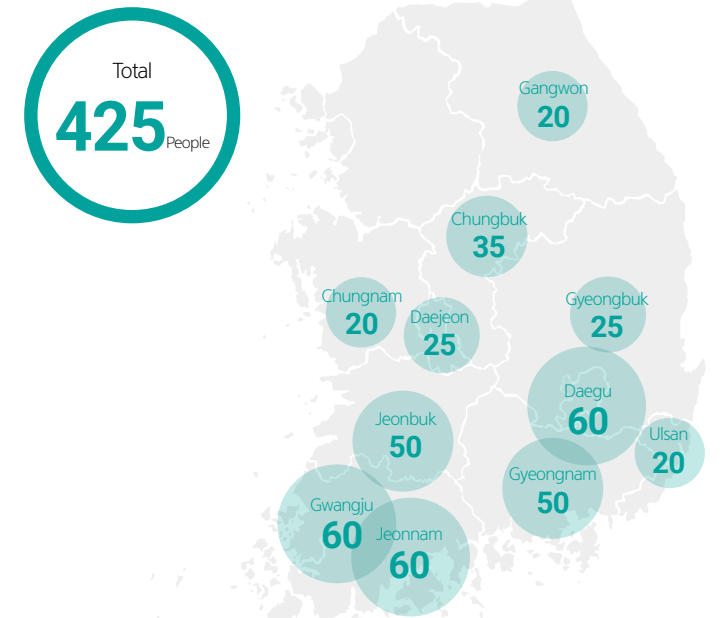 Total
425 People
Gangwon
20
Chungbuk
35
Chungnam
20
Daejeon
25
Gyeongbuk
25
Daegu
60
Jeonbuk
50
Ulsan
20
Gyeongnam
50
Gwangju
60
Jeonnam
60